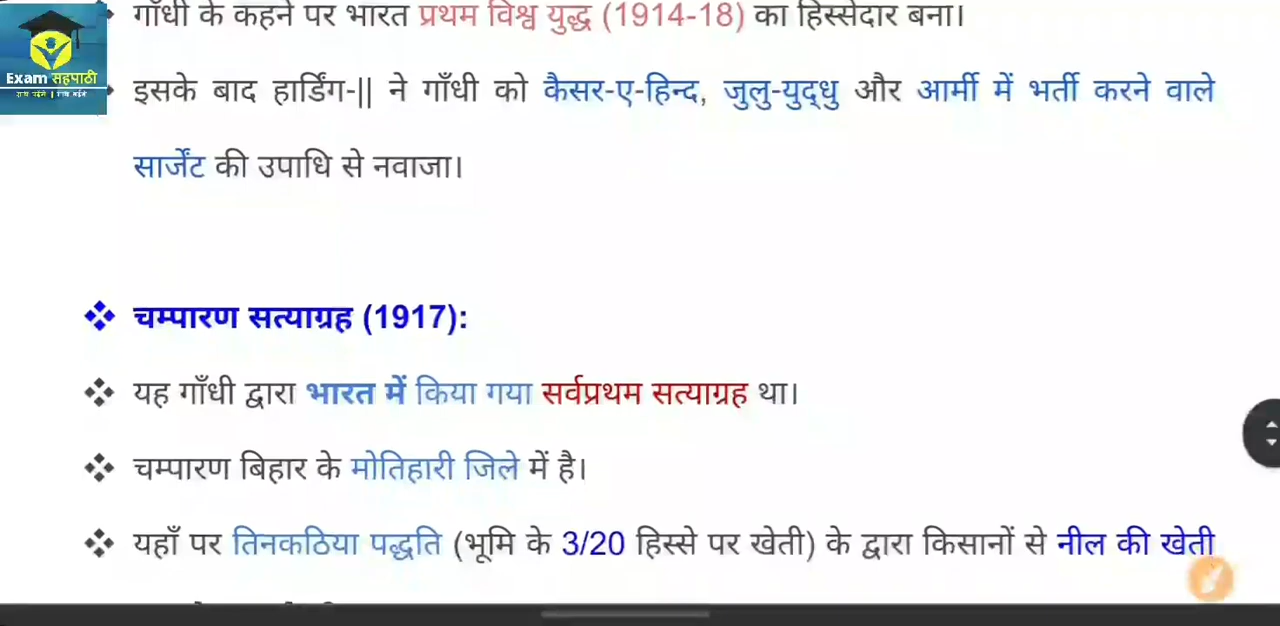 गाँधी के कहने पर भारत प्रथम विश्व युद्ध (1914-18) का हिस्सेदार बना।
Exam सहपाठी
इसके बाद हार्डिंग-|| ने गाँधी को कैसर-ए-हिन्द, जुलु-युद्धु और आर्मी में भर्ती करने वाले
सार्जेंट की उपाधि से नवाजा।
❖ चम्पारण सत्याग्रह (1917):
❖ यह गाँधी द्वारा भारत में किया गया सर्वप्रथम सत्याग्रह था।
❖ चम्पारण बिहार के मोतिहारी जिले में है।
❖ यहाँ पर तिनकठिया पद्धति (भूमि के 3/20 हिस्से पर खेती) के द्वारा किसानों से नील की खेती